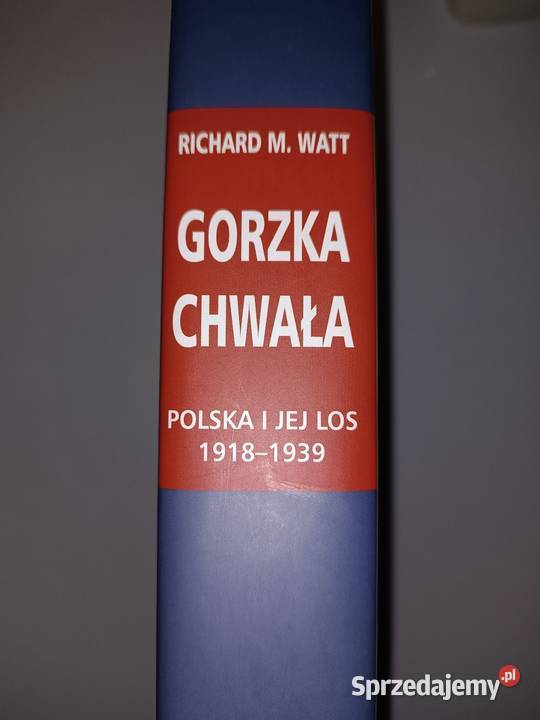 RICHARD M. WATT
GORZKA
CHWAŁA
POLSKA I JEJ LOS
1918–1939
Sprzedajemy.pl